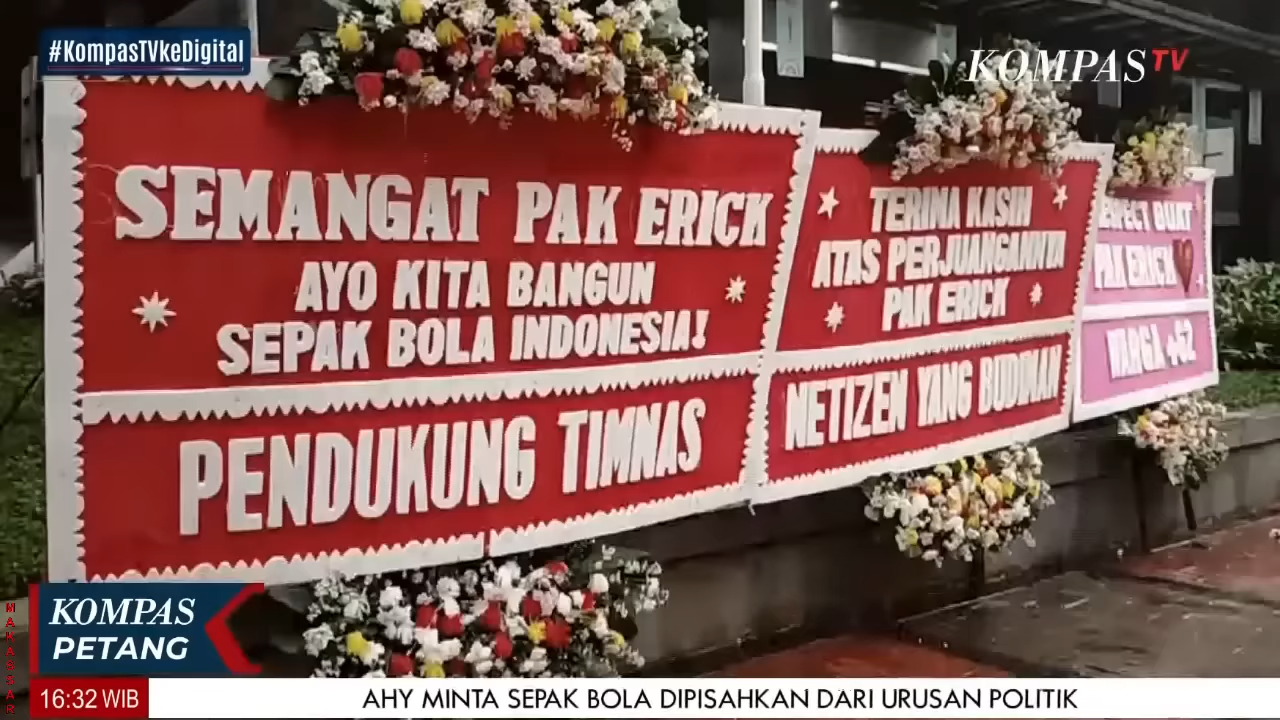 #KompasTVkeDigital
KOMPAS TV
SEMANGAT PAK ERICK
AYO KITA BANGUN
SEPAK BOLA INDONESIA!
PENDUKUNG TIMNAS
TERIMA KASIH
ATAS PERJUANGANNYA
PAK ERICK
NETIZEN YANG BUDIMAN
BUAT
PAK ERICK
WARGA +62
MAKASSAR
KOMPAS
PETANG
16:32 WIB
AHY MINTA SEPAK BOLA DIPISAHKAN DARI URUSAN POLITIK